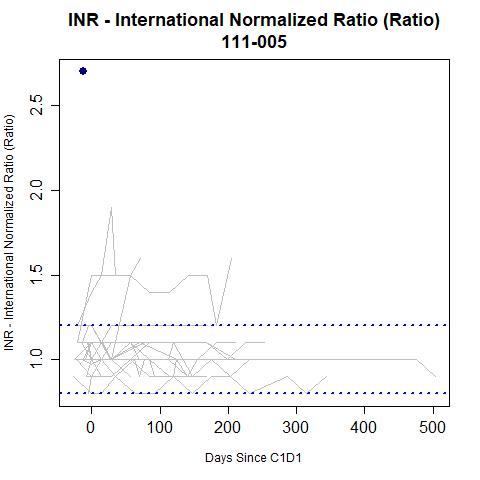 INR - International Normalized Ratio (Ratio)
111-005
INR - International Normalized Ratio (Ratio)
2.5
2.0
1.5
1.0
0 100 200 300 400 500
Days Since C1D1